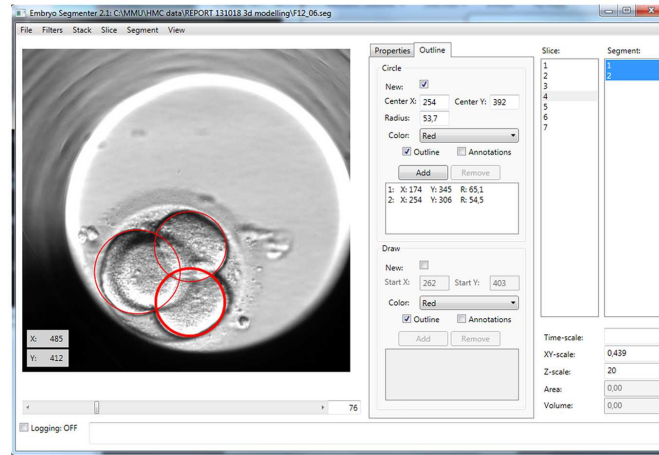 Embryo Segmenter 2.1: C:\MMU\HMC data\REPORT 131018 3d modelling\F12_06.seg
File Filters Stack Slice Segment View
Properties Outline
Circle
New:
Center X: 254 Center Y: 392
Radius: 53,7
Color: Red
Outline Annotations
Add Remove
1: X: 174 Y: 345 R: 65,1
2: X: 254 Y: 306 R: 54,5
Draw
New:
Start X: 262 Start Y: 403
Color: Red
Outline Annotations
Add Remove
Slice:
1
2
3
4
5
6
7
Segment:
1
2
Time-scale:
XY-scale: 0,439
Z-scale: 20
Area: 0,00
Volume: 0,00
X: 485
Y: 412
76
Logging: OFF